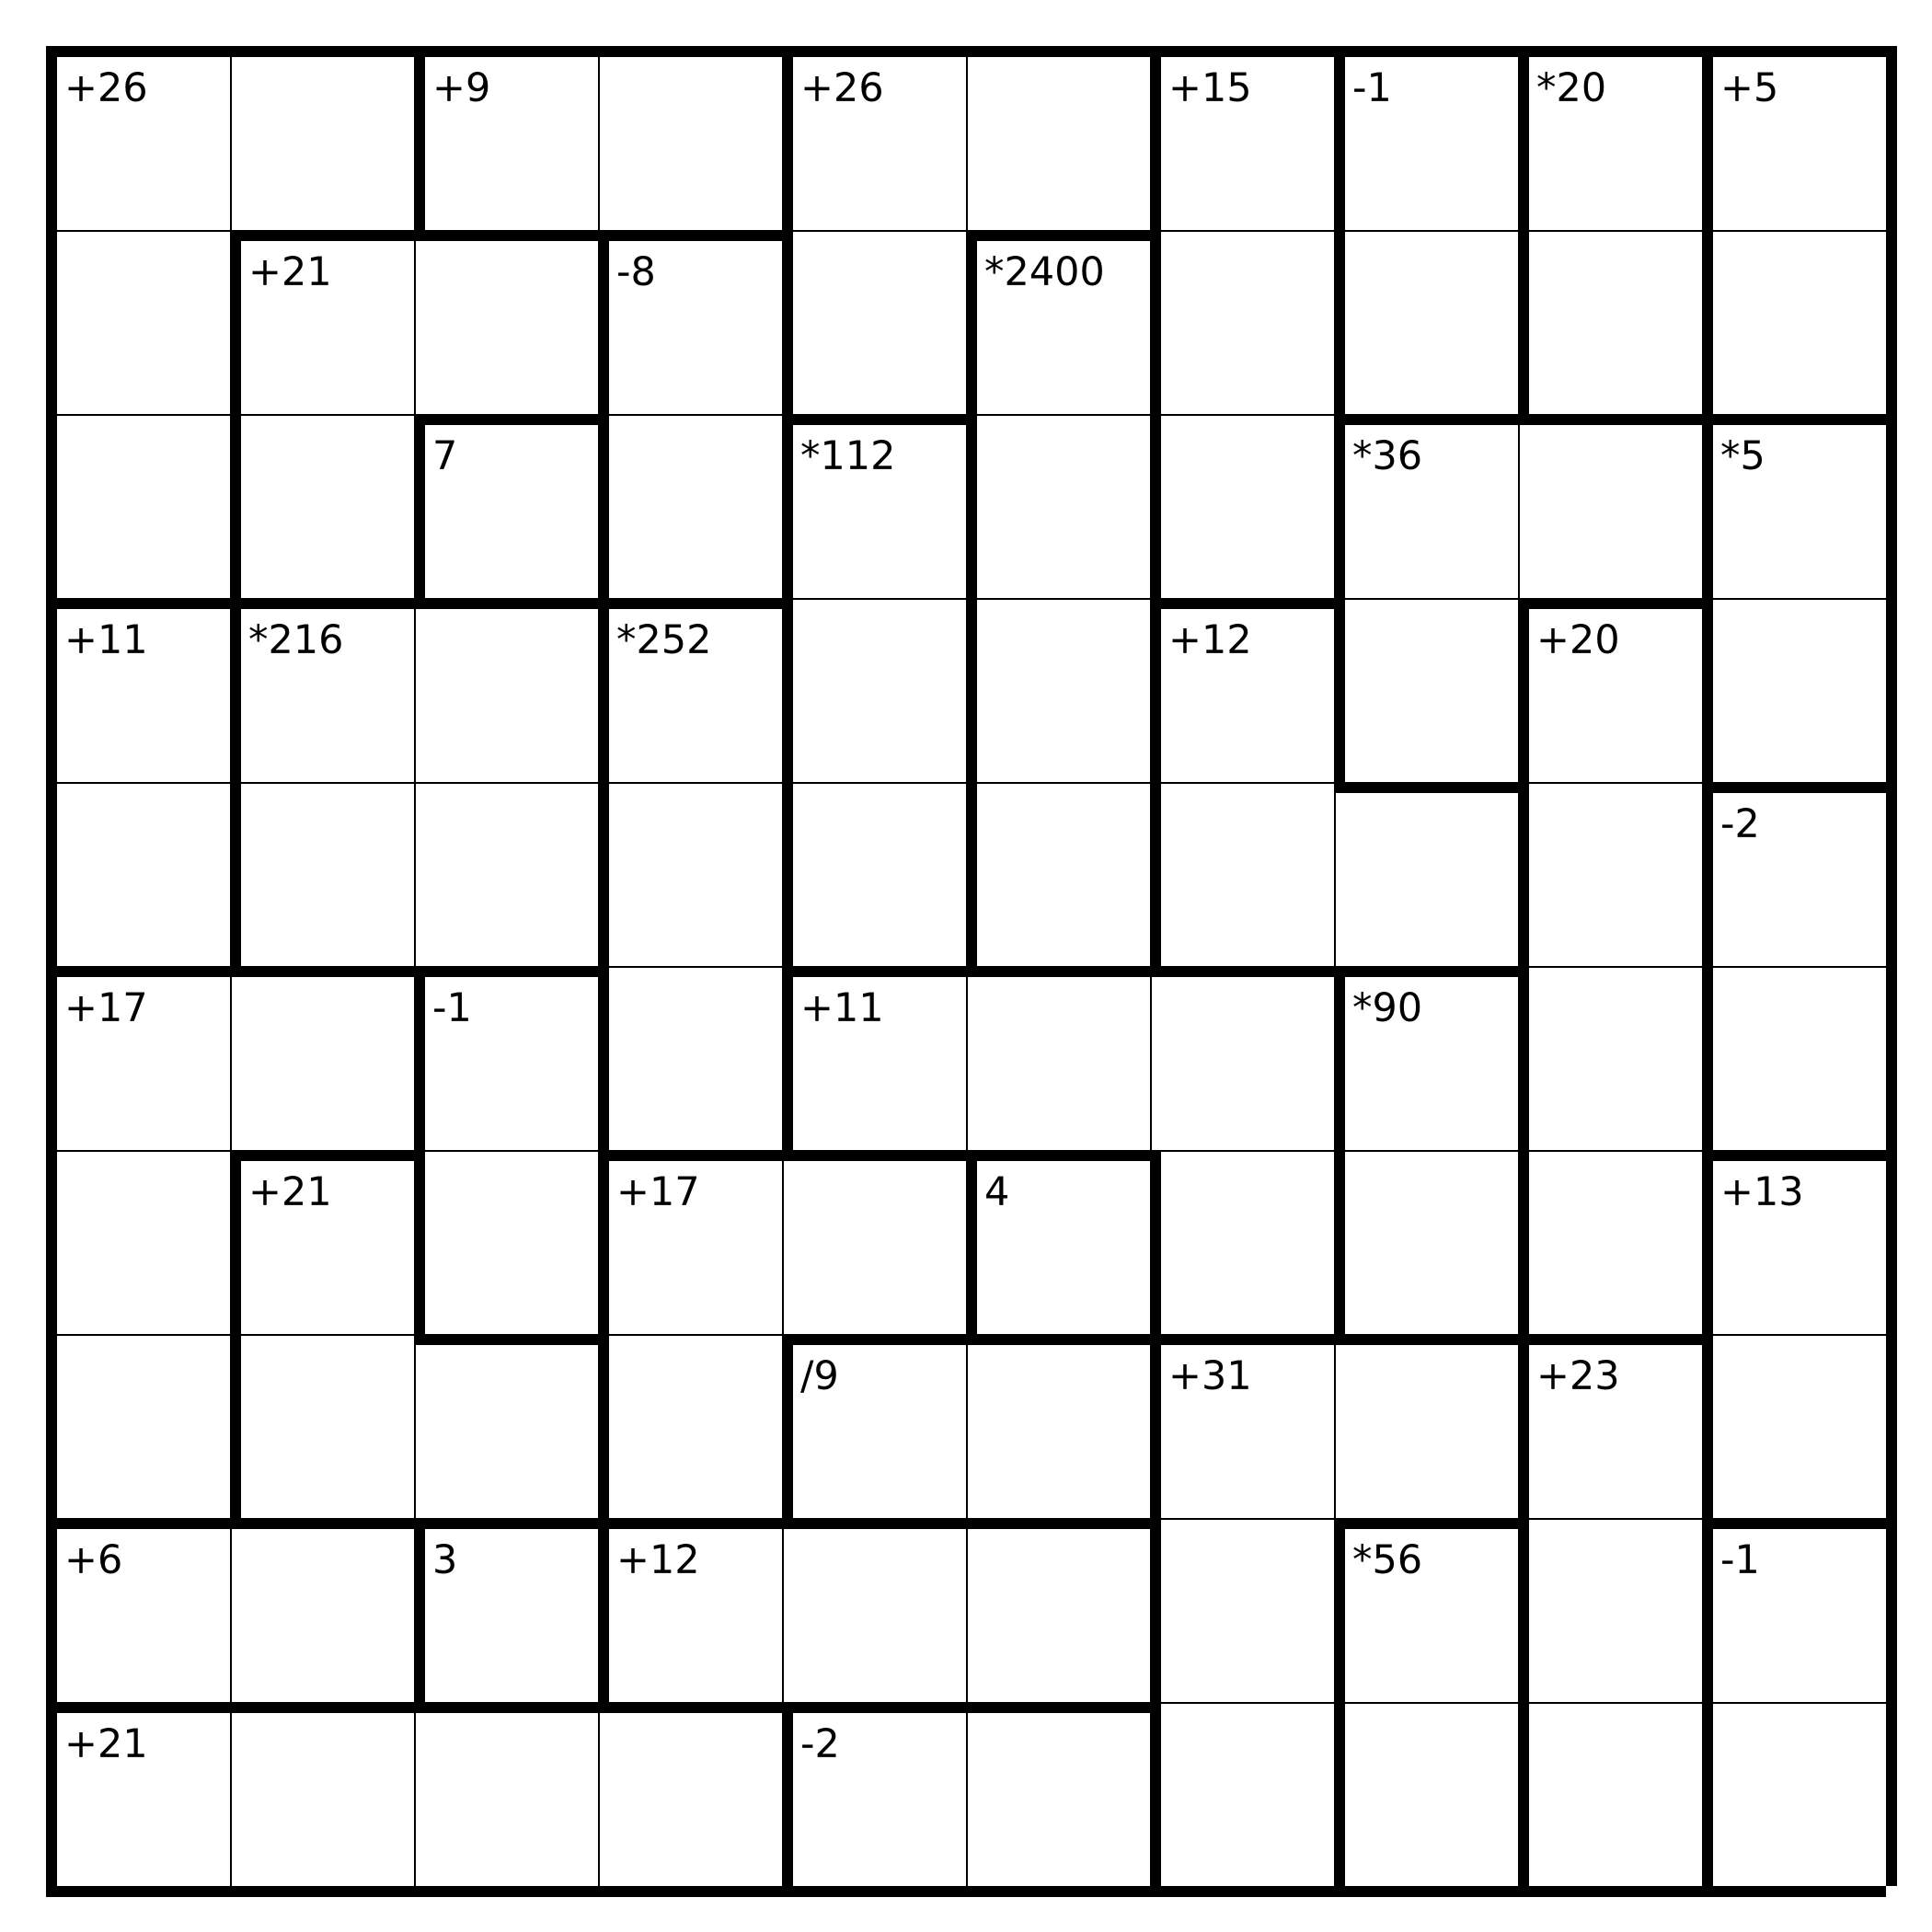 +26 +9 +26 +15 -1 *20 +5
+21 -8 *2400
7 *112 *36 *5
+11 *216 *252 +12 +20
-2
+17 -1 +11 *90
+21 +17 4 +13
/9 +31 +23
+6 3 +12 *56 -1
+21 -2